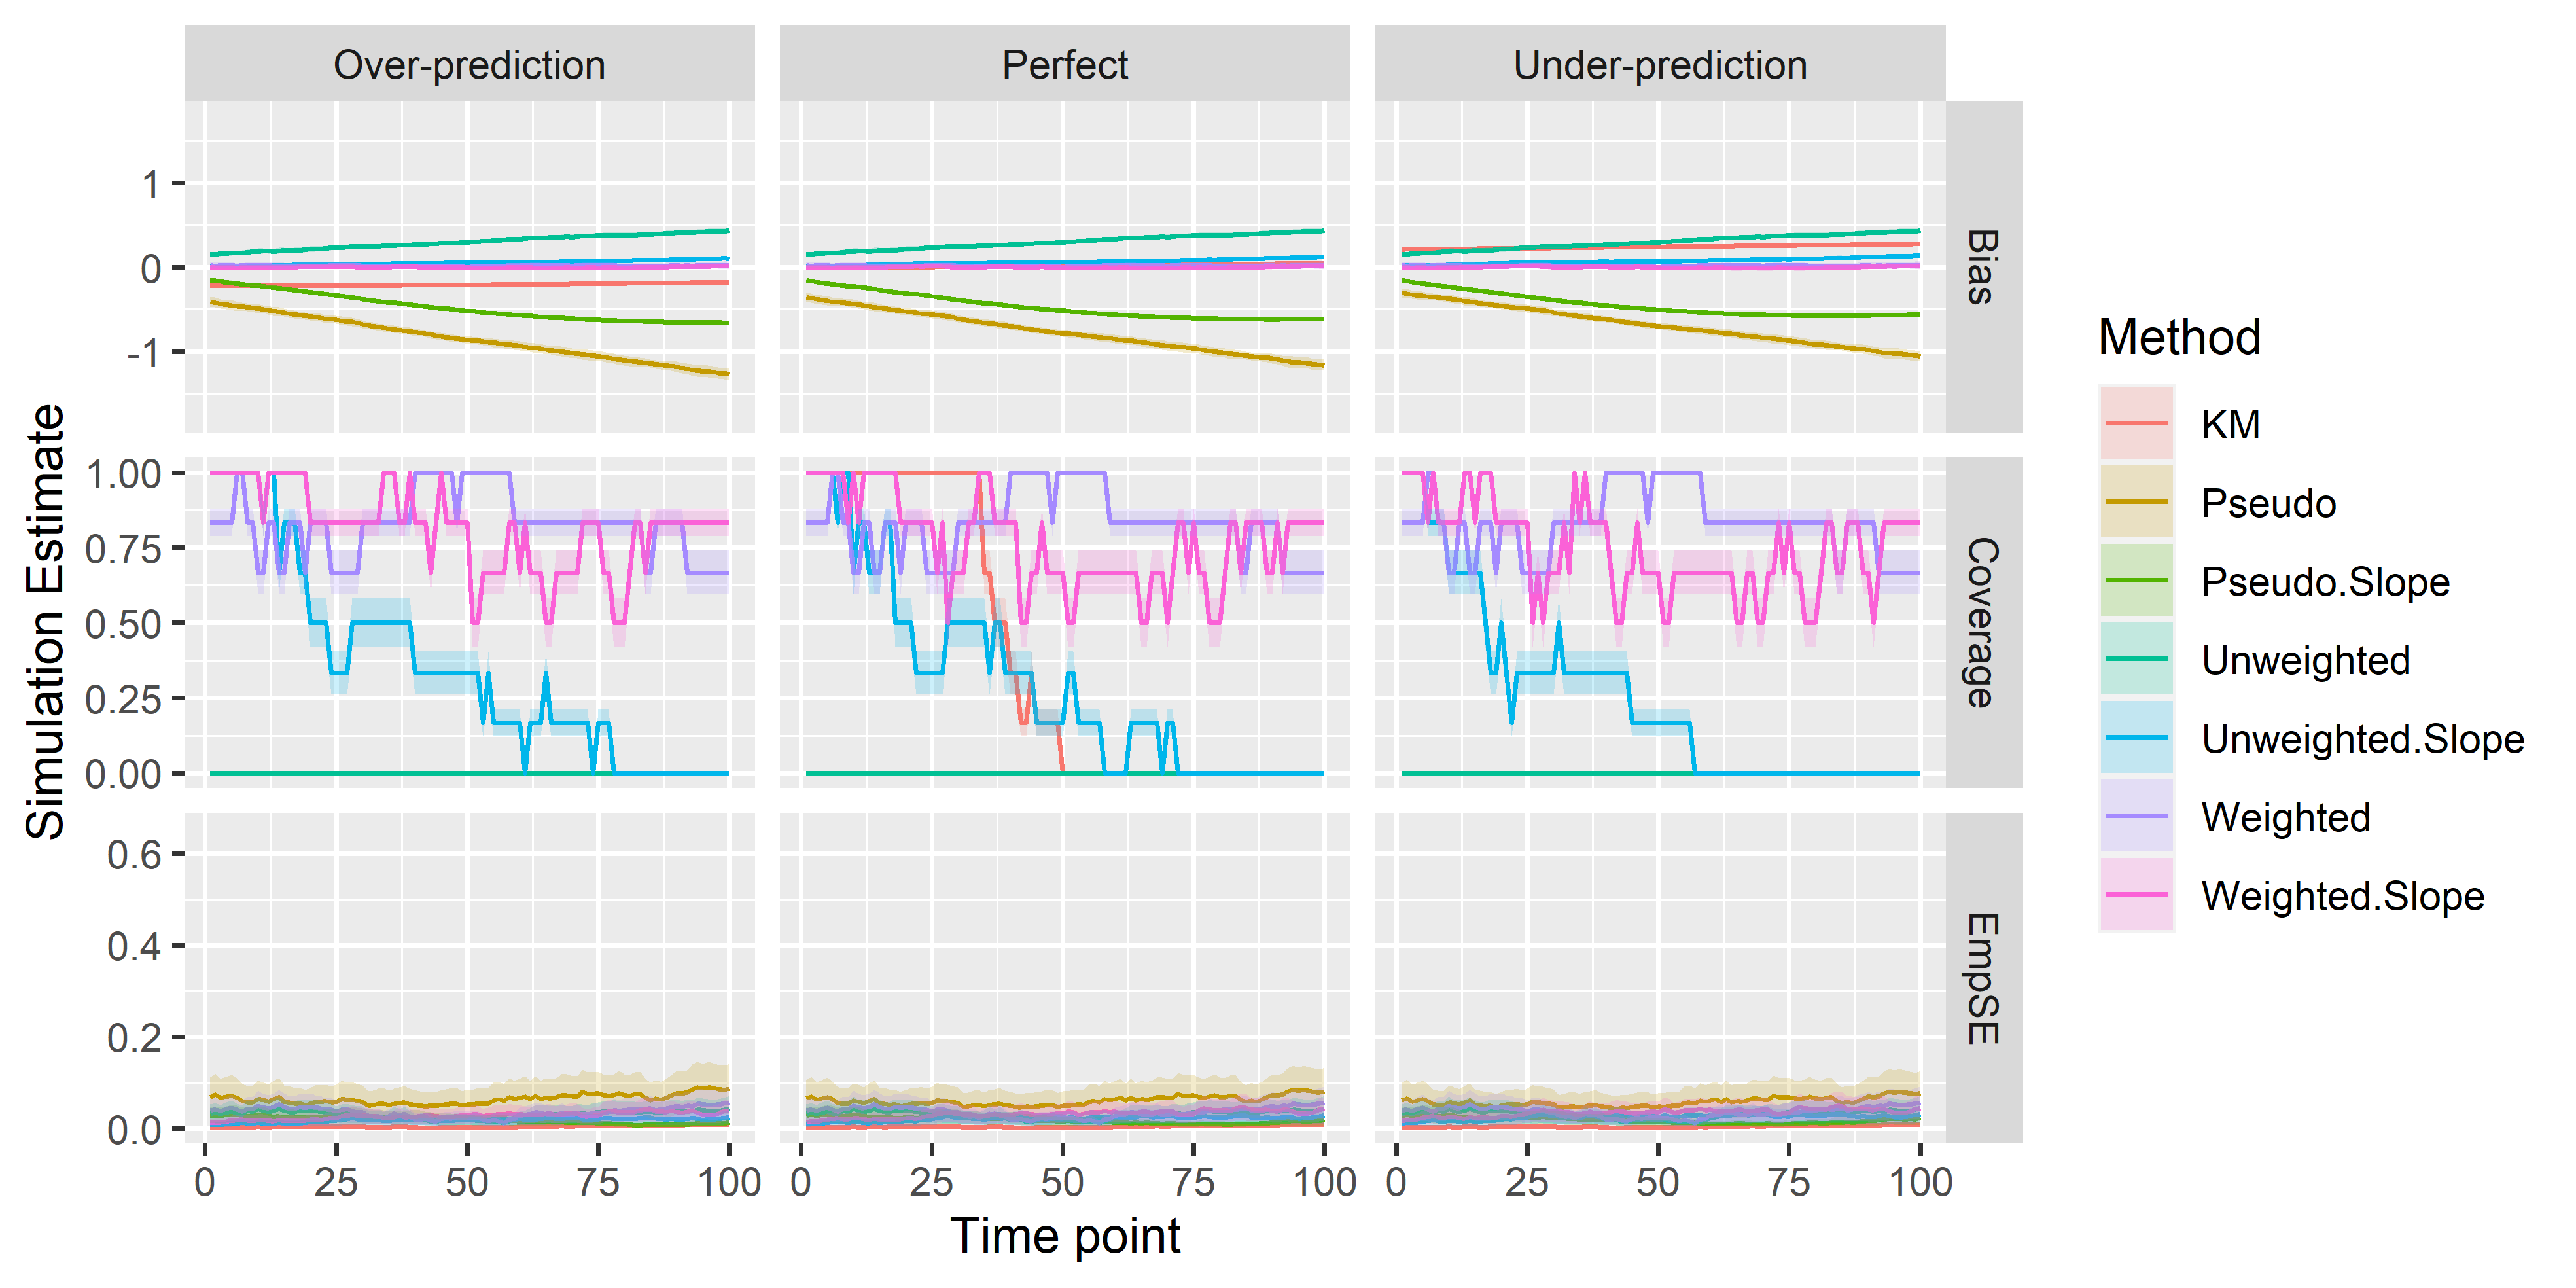 Over-prediction
Perfect
Under-prediction
1
0
-1
Bias
1.00
0.75
0.50
0.25
0.00
Coverage
0.6
0.4
0.2
0.0
EmpSE
0 25 50 75 100
0 25 50 75 100
0 25 50 75 100
Time point
Simulation Estimate
Method
KM
Pseudo
Pseudo.Slope
Unweighted
Unweighted.Slope
Weighted
Weighted.Slope